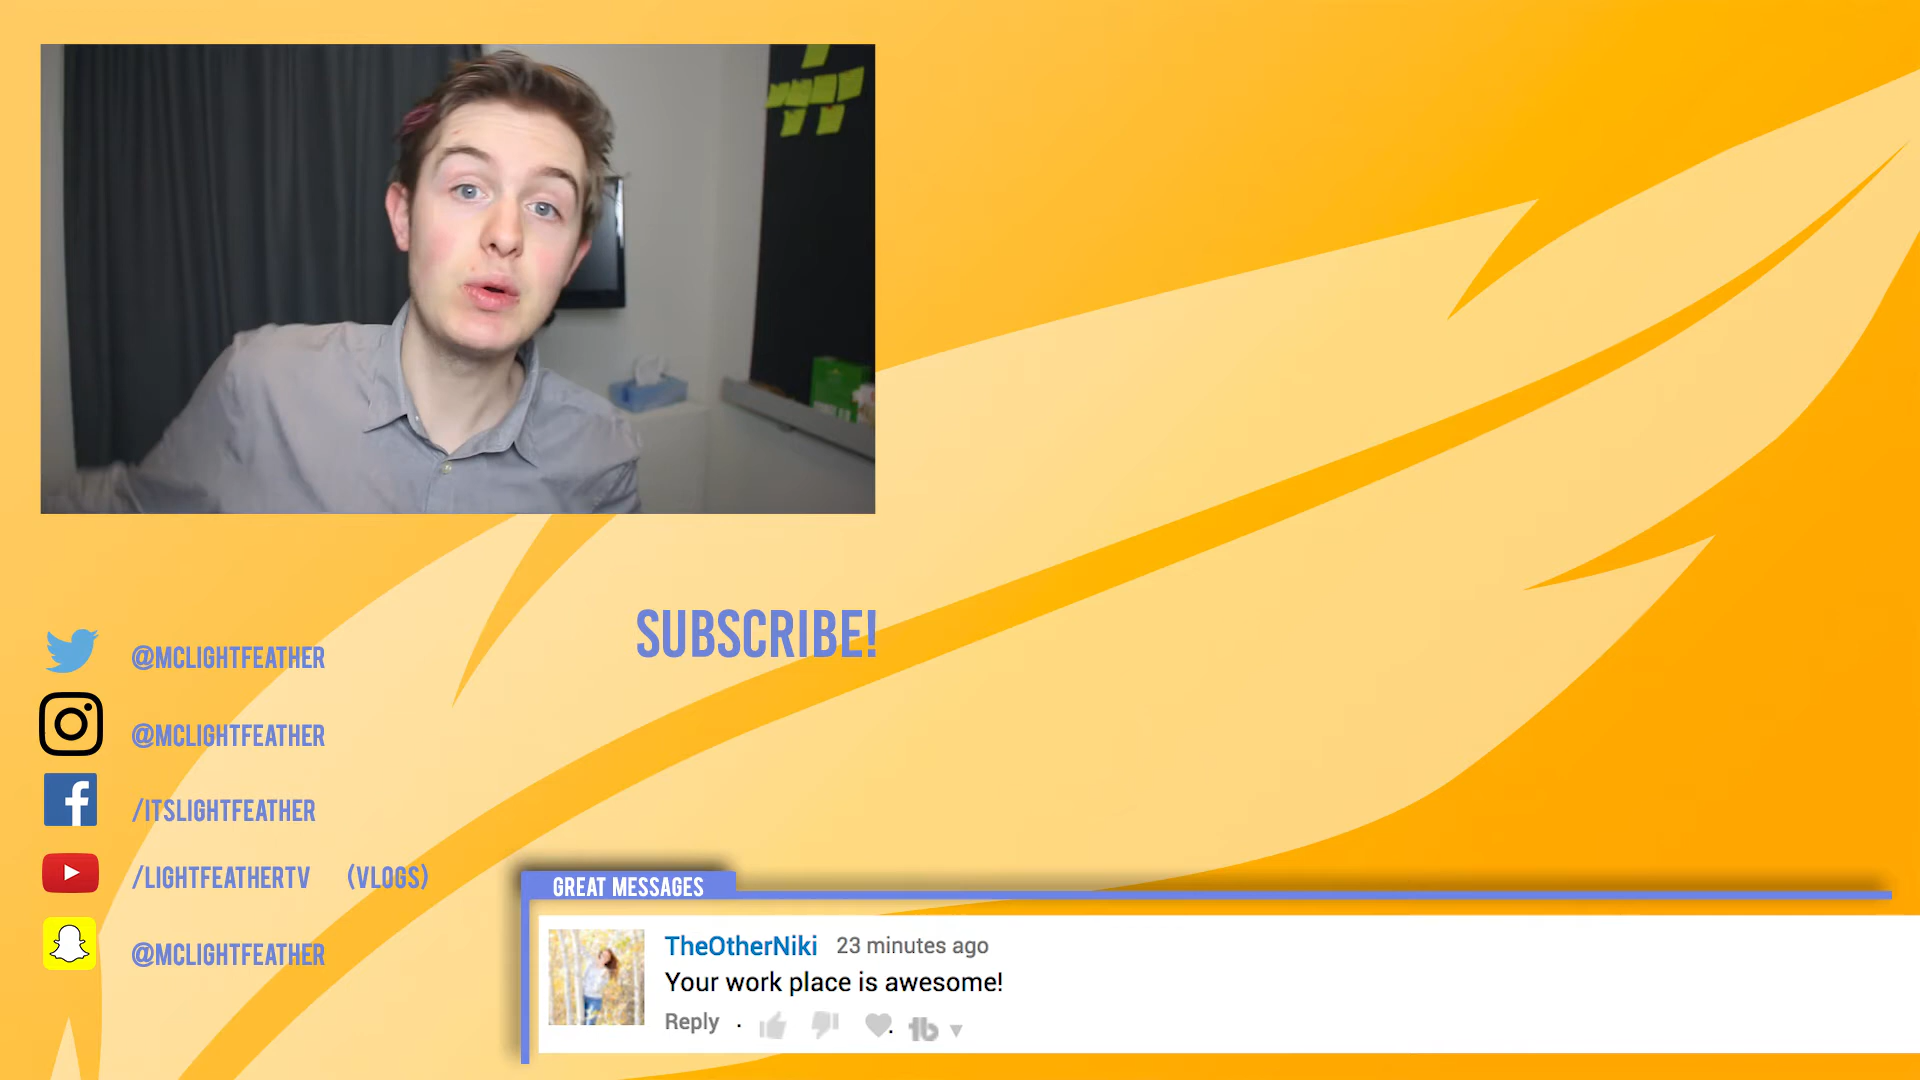 SUBSCRIBE!
@MCLIGHTFEATHER
@MCLIGHTFEATHER
/ITSLIGHTFEATHER
/LIGHTFEATHERTV (VLOGS)
@MCLIGHTFEATHER
GREAT MESSAGES
TheOtherNiki 23 minutes ago
Your work place is awesome!
Reply